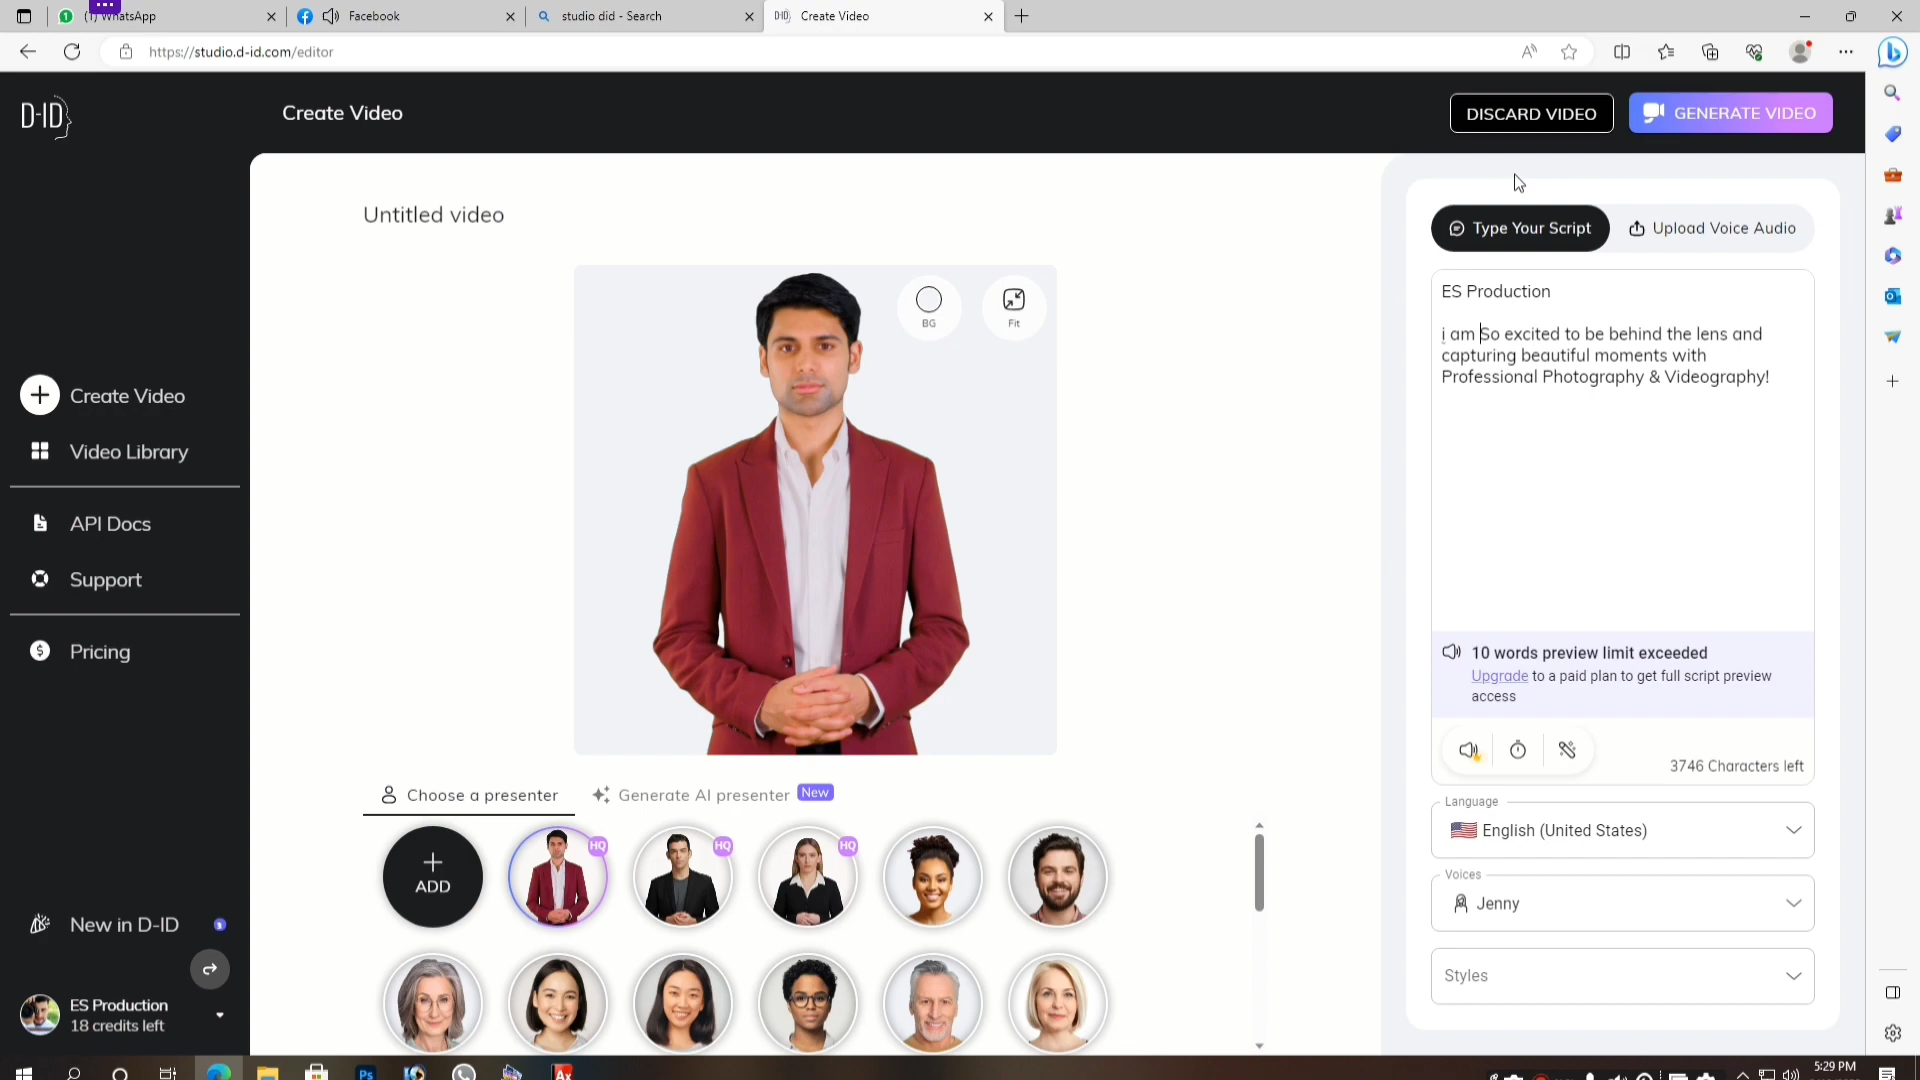 (1) WhatsApp
Facebook
studio did - Search
Create Video
https://studio.d-id.com/editor
D-ID
Create Video
DISCARD VIDEO
GENERATE VIDEO
Untitled video
Type Your Script
Upload Voice Audio
BG
Fit
ES Production
i am So excited to be behind the lens and
capturing beautiful moments with
Professional Photography & Videography!
Create Video
Video Library
API Docs
Support
Pricing
10 words preview limit exceeded
Upgrade to a paid plan to get full script preview
access
3746 Characters left
Choose a presenter
Generate AI presenter New
Language
English (United States)
ADD
HQ
HQ
HQ
Voices
Jenny
Styles
New in D-ID
ES Production
18 credits left
Ps
5:29 PM